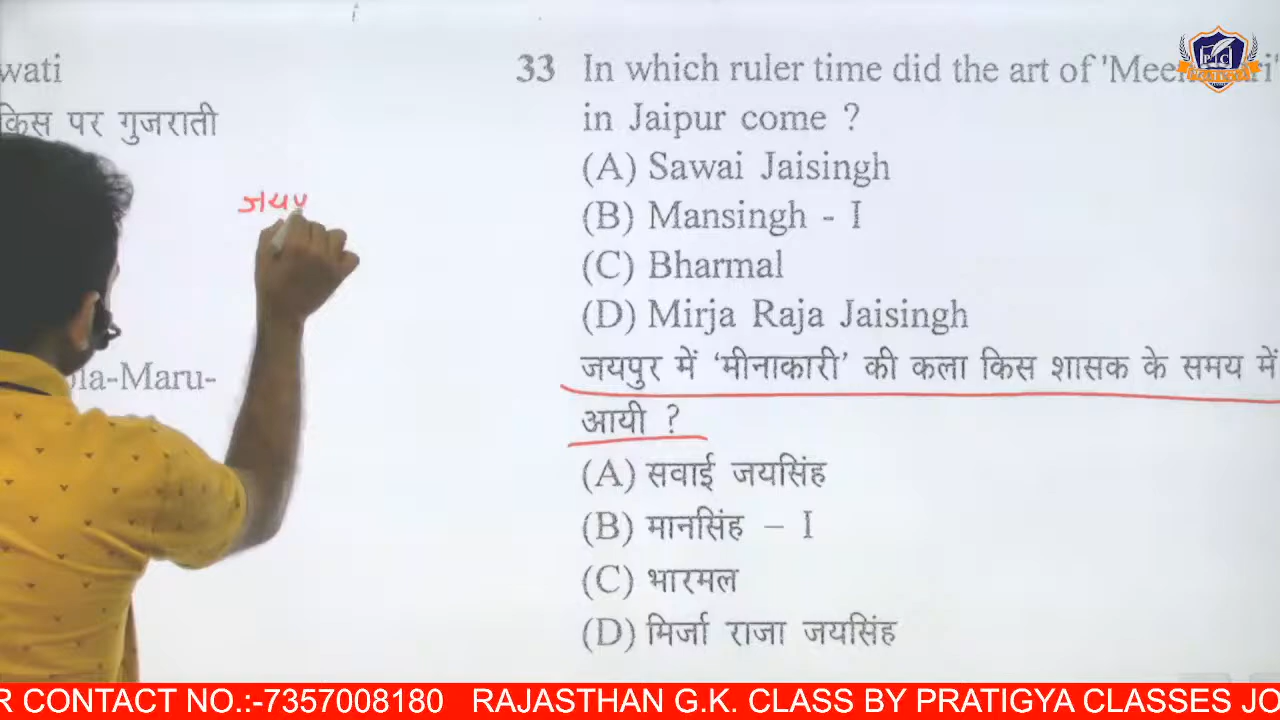 wati
किस पर गुजराती
जयपु
la-Maru-
33 In which ruler time did the art of
in Jaipur come ?
(A) Sawai Jaisingh
(B) Mansingh - I
(C) Bharmal
(D) Mirja Raja Jaisingh
जयपुर में 'मीनाकारी' की कला किस शासक के समय में
आयी ?
(A) सवाई जयसिंह
(B) मानसिंह – I
(C) भारमल
(D) मिर्जा राजा जयसिंह
R CONTACT NO.:-7357008180 RAJASTHAN G.K. CLASS BY PRATIGYA CLASSES JO